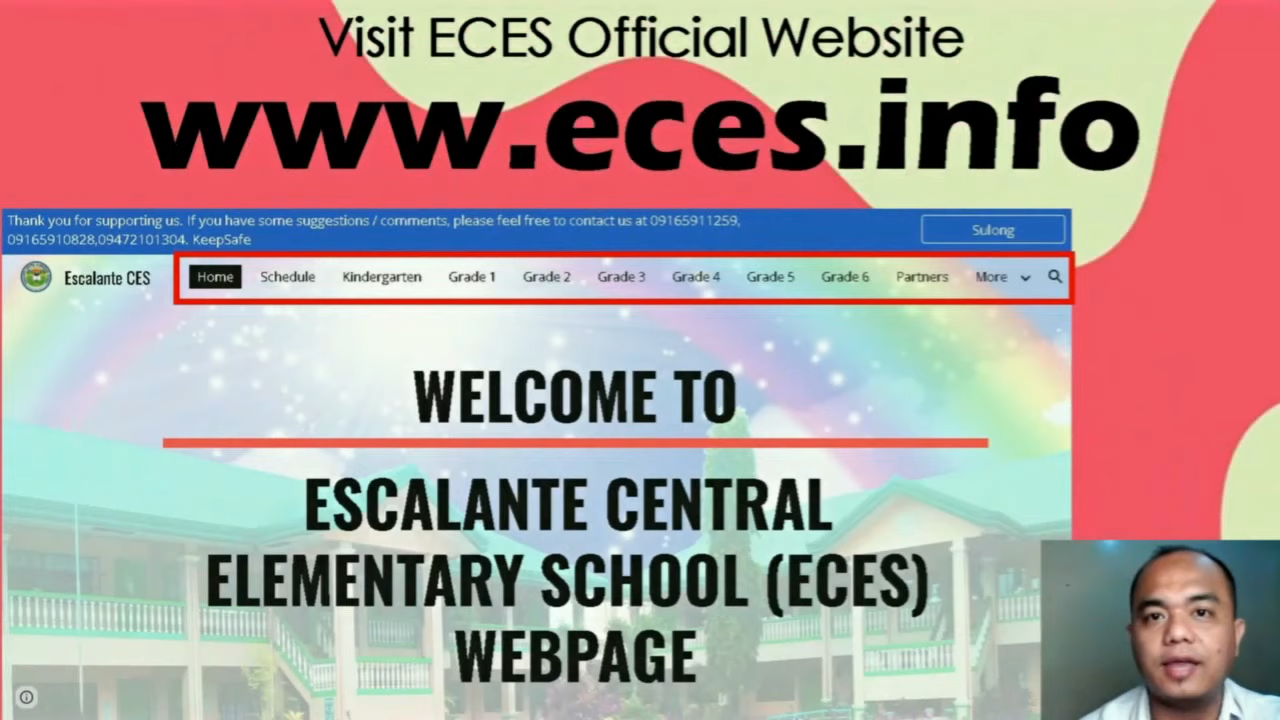 Visit ECES Official Website
www.eces.info
Thank you for supporting us. If you have some suggestions / comments, please feel free to contact us at 09165911259,
09165910828,09472101304. KeepSafe
Sulong
Escalante CES
Home Schedule Kindergarten Grade 1 Grade 2 Grade 3 Grade 4 Grade 5 Grade 6 Partners More
WELCOME TO
ESCALANTE CENTRAL
ELEMENTARY SCHOOL (ECES)
WEBPAGE